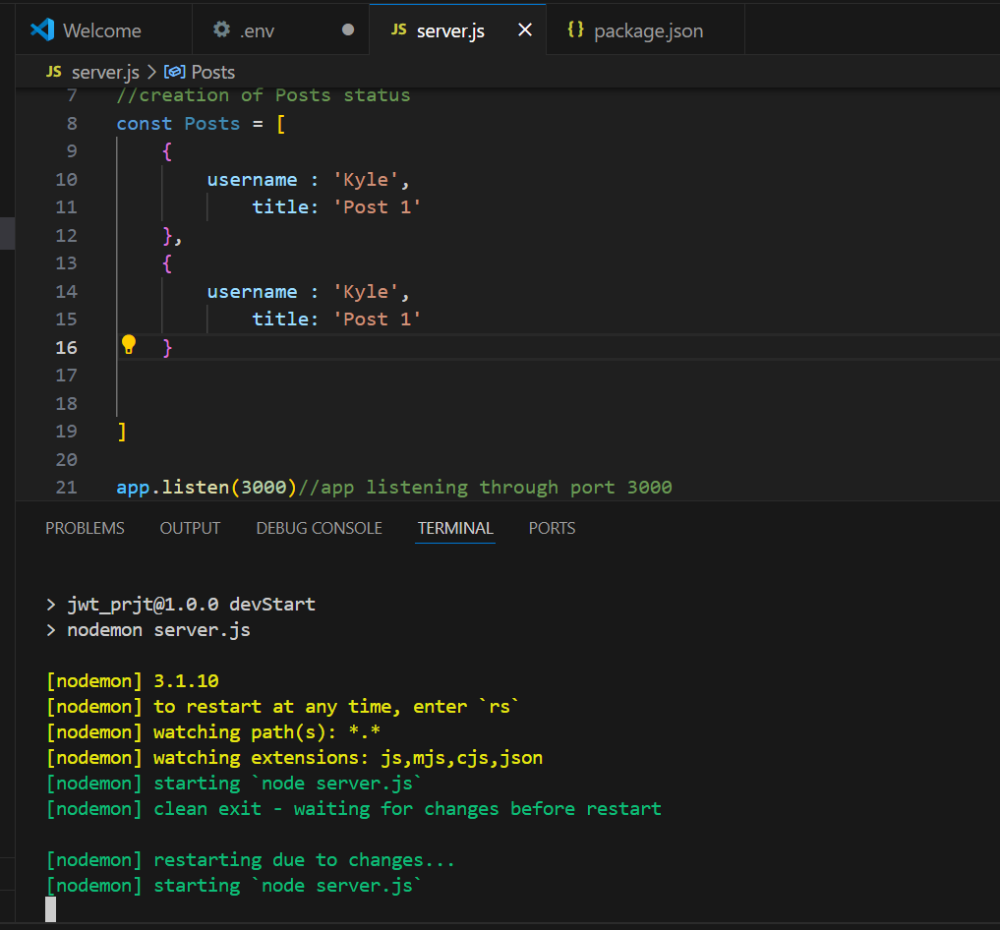 Welcome .env server.js package.json
JS server.js > Posts
7 //creation of Posts status
8 const Posts = [
9 {
10 username : 'Kyle',
11 title: 'Post 1'
12 },
13 {
14 username : 'Kyle',
15 title: 'Post 1'
16 }
17
18
19 ]
20
21 app.listen(3000)//app listening through port 3000
PROBLEMS OUTPUT DEBUG CONSOLE TERMINAL PORTS
> jwt_prjt@1.0.0 devStart
> nodemon server.js
[nodemon] 3.1.10
[nodemon] to restart at any time, enter `rs`
[nodemon] watching path(s): *.*
[nodemon] watching extensions: js,mjs,cjs,json
[nodemon] starting `node server.js`
[nodemon] clean exit - waiting for changes before restart
[nodemon] restarting due to changes...
[nodemon] starting `node server.js`